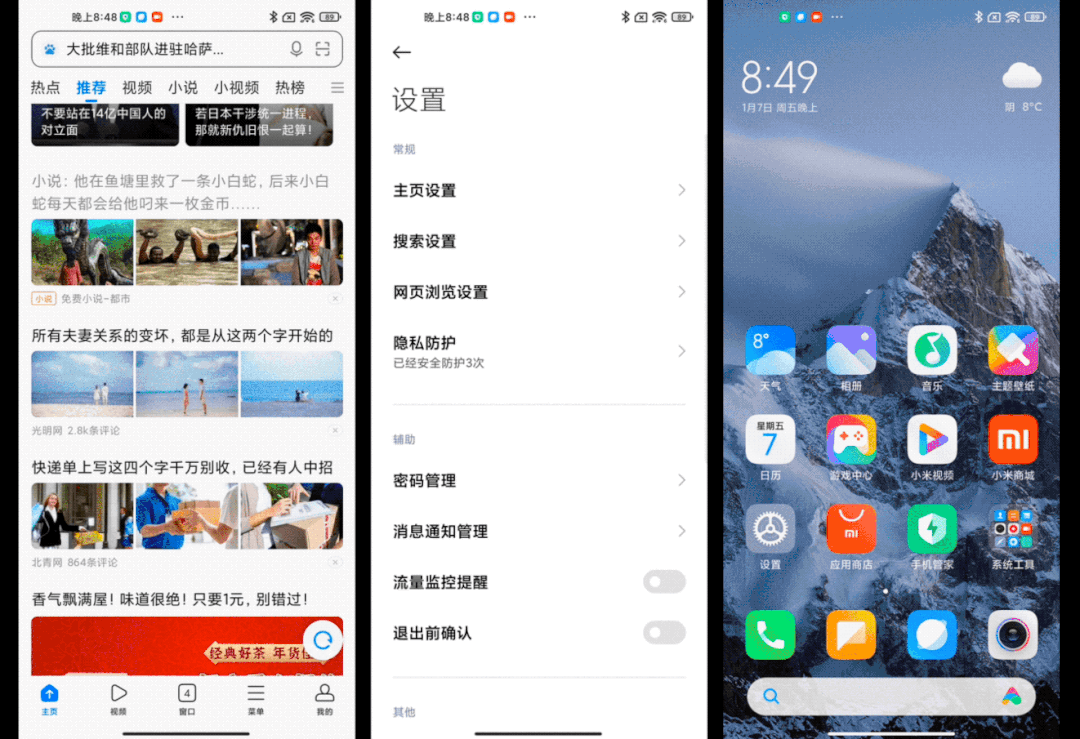 晚上8:48
89
大批维和部队进驻哈萨...
热点 推荐 视频 小说 小视频 热榜
不要站在14亿中国人的
对立面
若日本干涉统一进程,
那就新仇旧恨一起算!
小说: 他在鱼塘里救了一条小白蛇, 后来小白
蛇每天都会给他叼来一枚金币......
小说 免费小说-都市
所有夫妻关系的变坏, 都是从这两个字开始的
光明网 2.8k条评论
快递单上写这四个字千万别收, 已经有人中招
北青网 864条评论
香气飘满屋! 味道很绝! 只要1元, 别错过!
经典好茶 年货
主页 视频 4 窗口 菜单 我的
晚上8:48
89
设置
常规
主页设置
搜索设置
网页浏览设置
隐私防护
已经安全防护3次
辅助
密码管理
消息通知管理
流量监控提醒
退出前确认
其他
89
8:49
1月7日 周五晚上
阴 8°C
8°
天气 相册 音乐 主题壁纸
星期五
7
日历 游戏中心 小米视频 小米商城
设置 应用商店 手机管家 系统工具